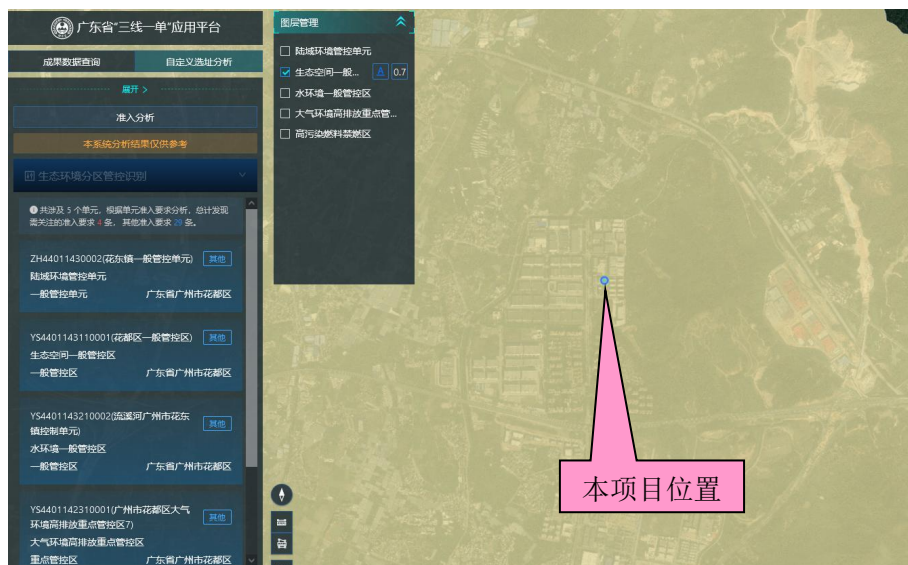 广东省“三线一单”应用平台
成果数据查询
自定义选址分析
展开 >
准入分析
本系统分析结果仅供参考
生态环境分区管控识别
共涉及 5 个单元，根据单元准入要求分析，总计发现
需关注的准入要求 4 条，其他准入要求 29 条。
ZH44011430002(花东镇一般管控单元)
其他
陆域环境管控单元
一般管控单元
广东省广州市花都区
YS4401143110001(花都区一般管控区)
其他
生态空间一般管控区
一般管控区
广东省广州市花都区
YS4401143210002(流溪河广州市花东
镇控制单元)
其他
水环境一般管控区
一般管控区
广东省广州市花都区
YS4401142310001(广州市花都区大气
环境高排放重点管控区7)
其他
大气环境高排放重点管控区
重点管控区
广东省广州市花都区
图层管理
陆域环境管控单元
生态空间一般...
0.7
水环境一般管控区
大气环境高排放重点管...
高污染燃料禁燃区
本项目位置